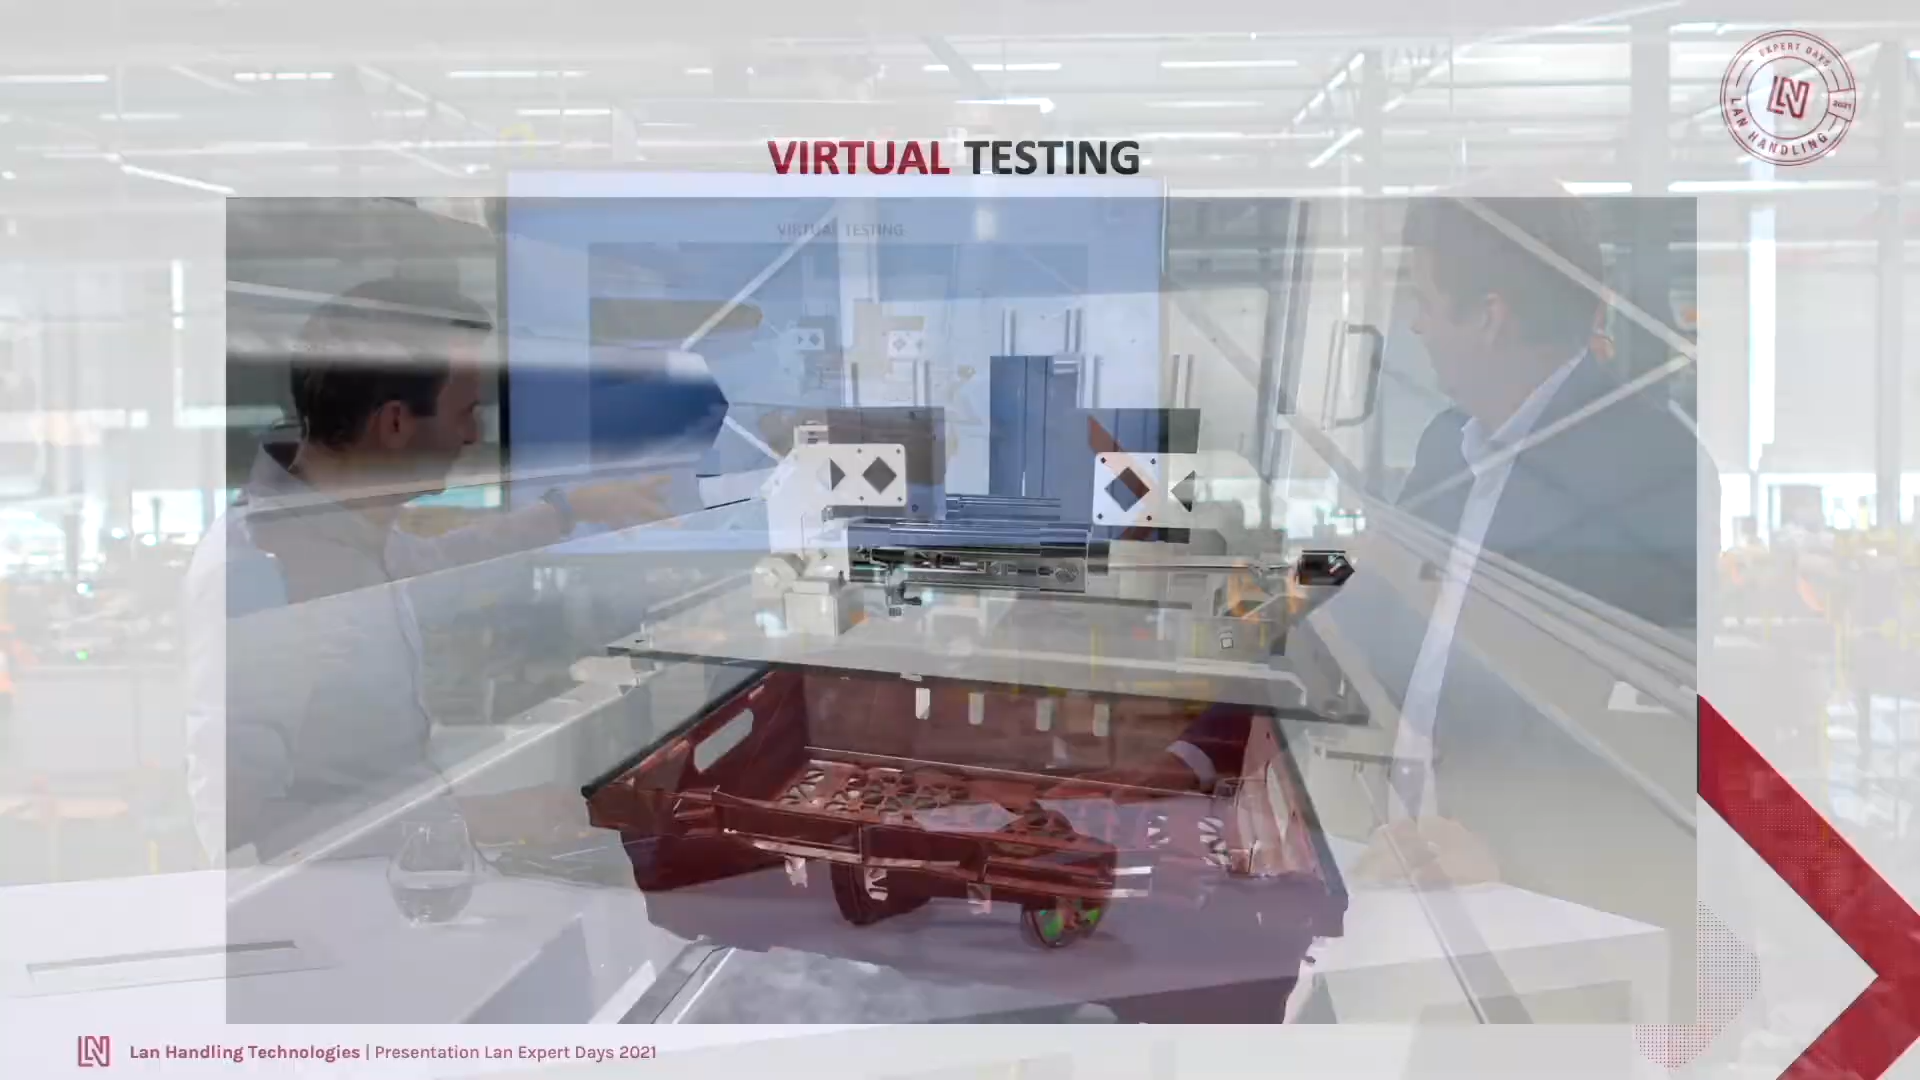 EXPERT DAYS
LN
2021
LAN HANDLING
VIRTUAL TESTING
VIRTUAL TESTING
LN
Lan Handling Technologies | Presentation Lan Expert Days 2021